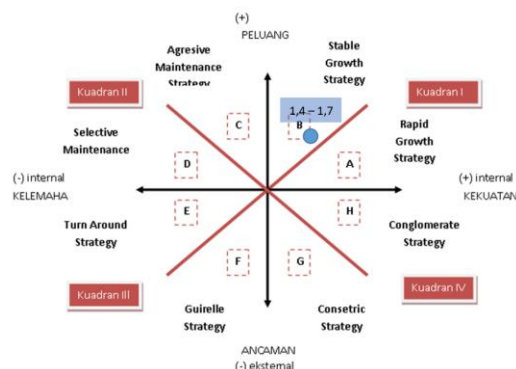 (+)
PELUANG
Agresive
Maintenance
Strategy
Stable
Growth
Strategy
Kuadran II
Kuadran I
1,4 – 1,7
C
B
Selective
Maintenance
Rapid
Growth
Strategy
D
A
(-) internal
KELEMAHA
(+) internal
KEKUATAN
E
H
Turn Around
Strategy
Conglomerate
Strategy
F
G
Kuadran III
Kuadran IV
Guirelle
Strategy
Consetric
Strategy
ANCAMAN
(-) eksternal